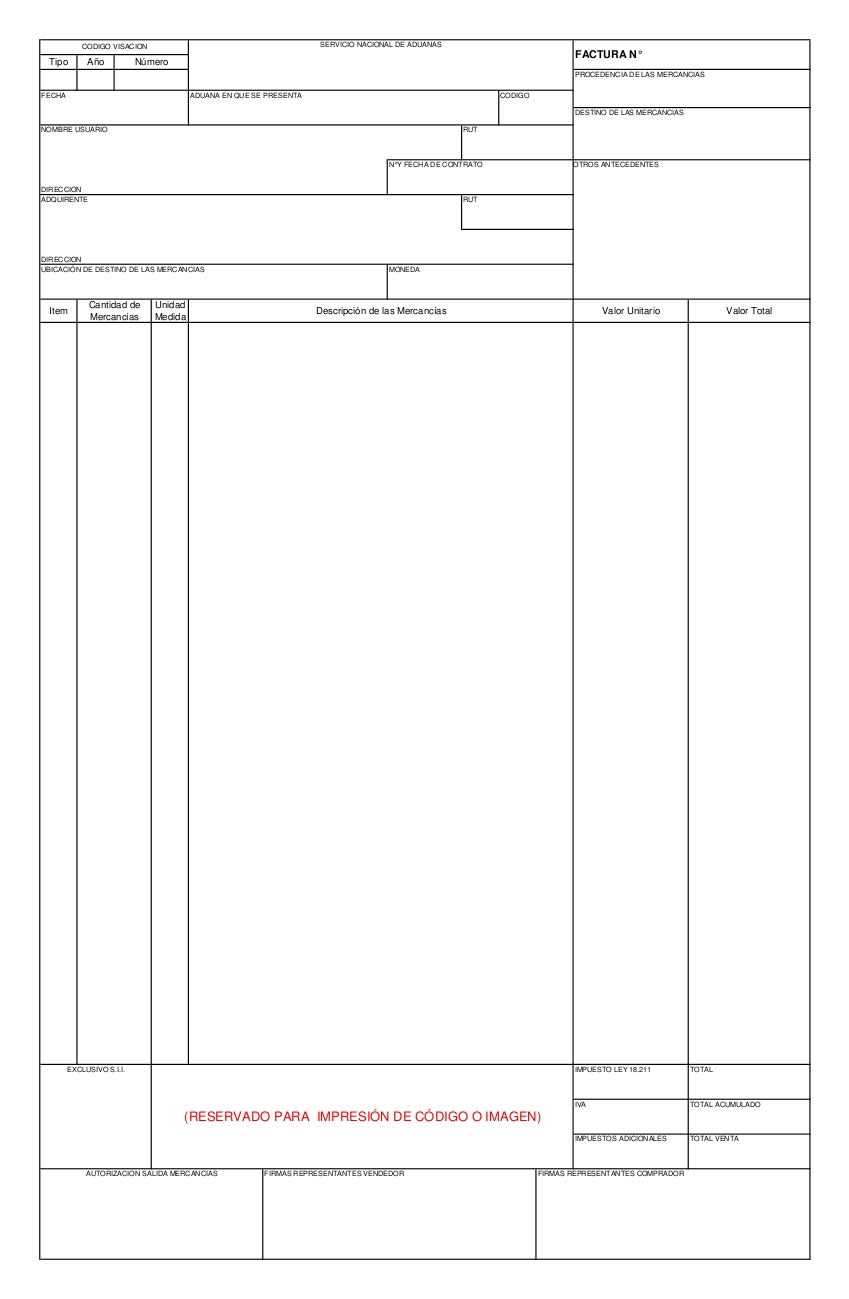 CODIGO VISACION
SERVICIO NACIONAL DE ADUANAS
FACTURA N°
Tipo Año Número
PROCEDENCIA DE LAS MERCANCIAS
FECHA
ADUANA EN QUE SE PRESENTA
CODIGO
DESTINO DE LAS MERCANCIAS
NOMBRE USUARIO
RUT
N°Y FECHA DE CONTRATO
OTROS ANTECEDENTES
DIRECCION
ADQUIRENTE
RUT
DIRECCION
UBICACIÓN DE DESTINO DE LAS MERCANCIAS
MONEDA
Item
Cantidad de
Mercancías
Unidad
Medida
Descripción de las Mercancías
Valor Unitario
Valor Total
EXCLUSIVO S.I.I.
IMPUESTO LEY 18.211
TOTAL
(RESERVADO PARA IMPRESIÓN DE CÓDIGO O IMAGEN)
IVA
TOTAL ACUMULADO
IMPUESTOS ADICIONALES
TOTAL VENTA
AUTORIZACION SALIDA MERCANCIAS
FIRMAS REPRESENTANTES VENDEDOR
FIRMAS REPRESENTANTES COMPRADOR